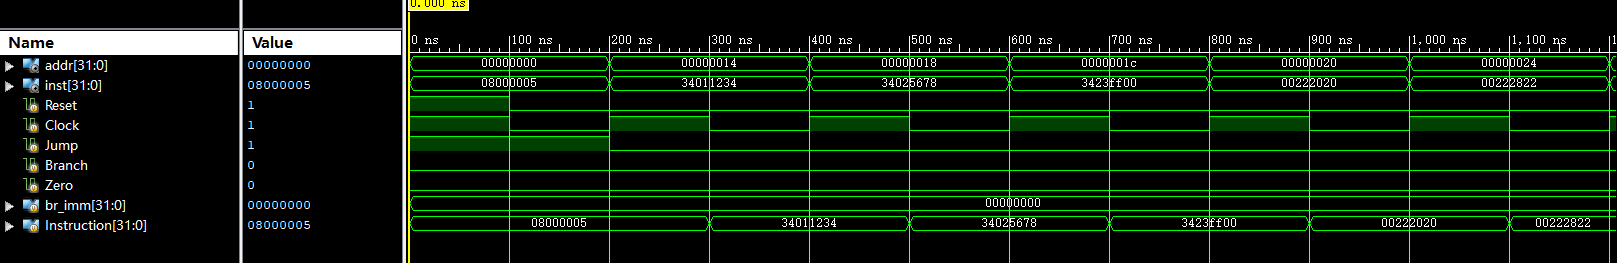 0.000 ns
Name Value 0 ns 100 ns 200 ns 300 ns 400 ns 500 ns 600 ns 700 ns 800 ns 900 ns 1,000 ns 1,100 ns
addr[31:0] 00000000 00000000 00000014 00000018 0000001c 00000020 00000024
inst[31:0] 08000005 08000005 34011234 34025678 3423ff00 00222020 00222822
Reset 1
Clock 1
Jump 1
Branch 0
Zero 0
br_imm[31:0] 00000000 00000000
Instruction[31:0] 08000005 08000005 34011234 34025678 3423ff00 00222020 00222822